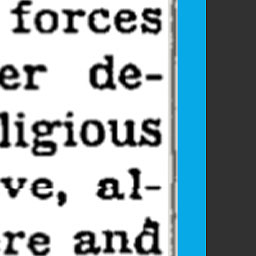 forces
er de-
ligious
ve, al-
re and